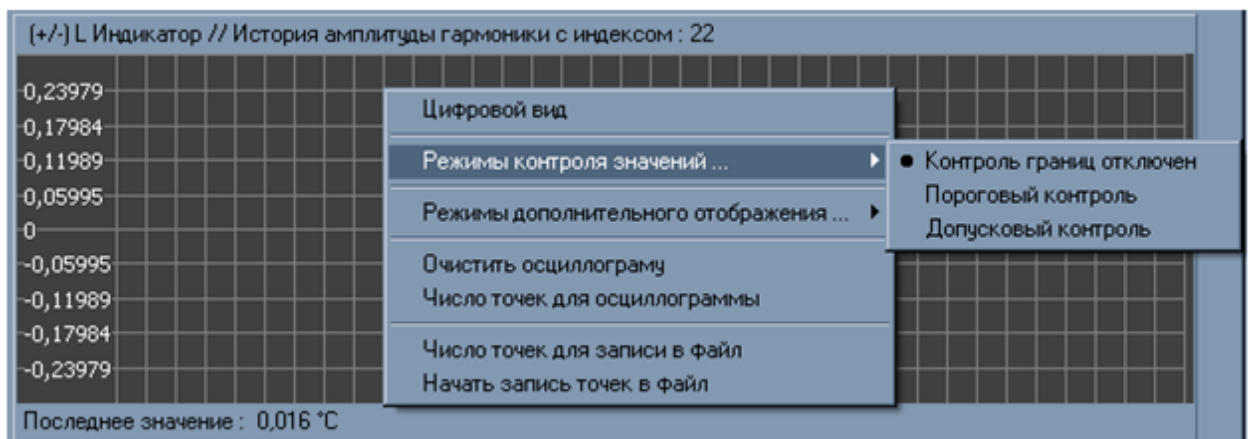 (+/-) L Индикатор // История амплитуды гармоники с индексом : 22
0,23979
0,17984
0,11989
0,05995
0
-0,05995
-0,11989
-0,17984
-0,23979
Цифровой вид
Режимы контроля значений ...
Режимы дополнительного отображения ...
Очистить осциллограму
Число точек для осциллограммы
Число точек для записи в файл
Начать запись точек в файл
Контроль границ отключен
Пороговый контроль
Допусковый контроль
Последнее значение : 0,016 °C